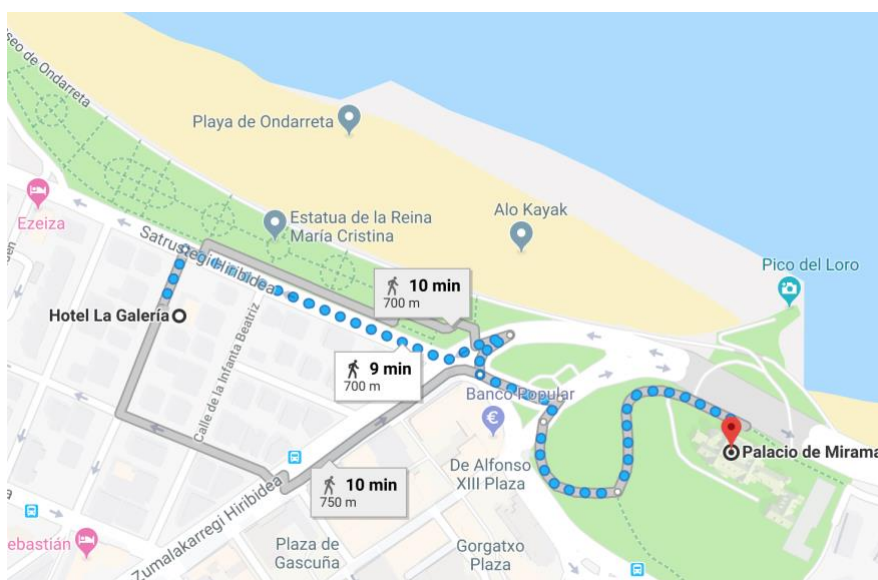 iseo de Ondarreta
Playa de Ondarreta
Ezeiza
Estatua de la Reina
María Cristina
Alo Kayak
Satrustegi Hiribidea
Pico del Loro
10 min
700 m
Hotel La Galería
Calle de la Infanta Beatriz
9 min
700 m
Banco Popular
€
De Alfonso
XIII Plaza
Palacio de Mirama
10 min
750 m
Zumalakarregi Hiribidea
ebastián
Plaza de
Gascuña
Gorgatxo
Plaza